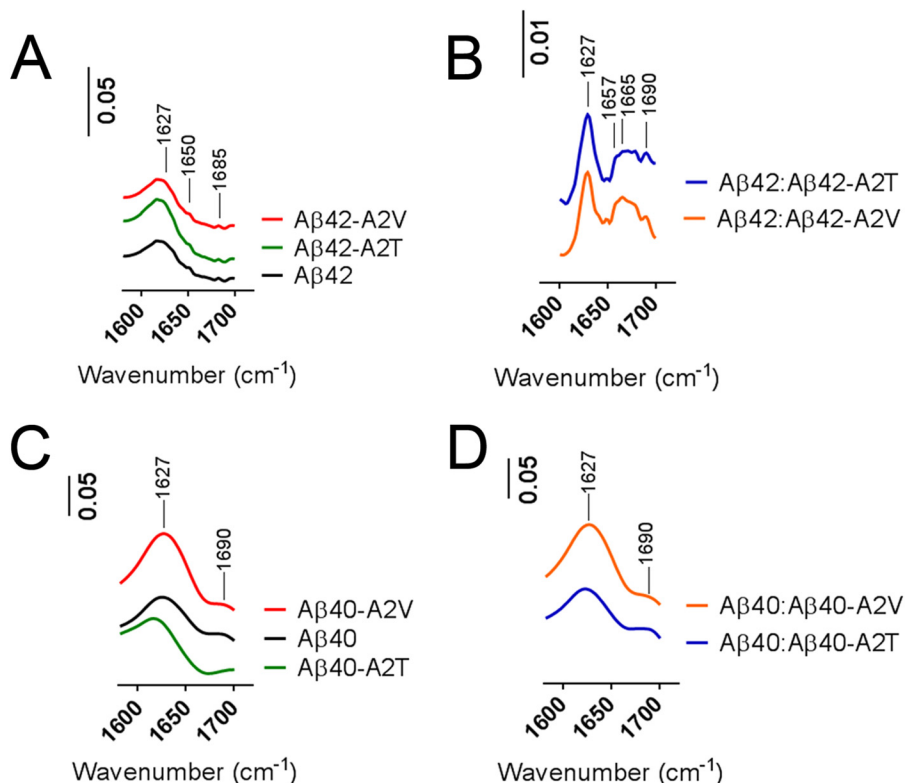 A
0.05
1627
1650
1685
Aβ42-A2V
Aβ42-A2T
Aβ42
1600
1650
1700
Wavenumber (cm⁻¹)
B
0.01
1627
1657
1665
1690
Aβ42:Aβ42-A2T
Aβ42:Aβ42-A2V
1600
1650
1700
Wavenumber (cm⁻¹)
C
0.05
1627
1690
Aβ40-A2V
Aβ40
Aβ40-A2T
1600
1650
1700
Wavenumber (cm⁻¹)
D
0.05
1627
1690
Aβ40:Aβ40-A2V
Aβ40:Aβ40-A2T
1600
1650
1700
Wavenumber (cm⁻¹)